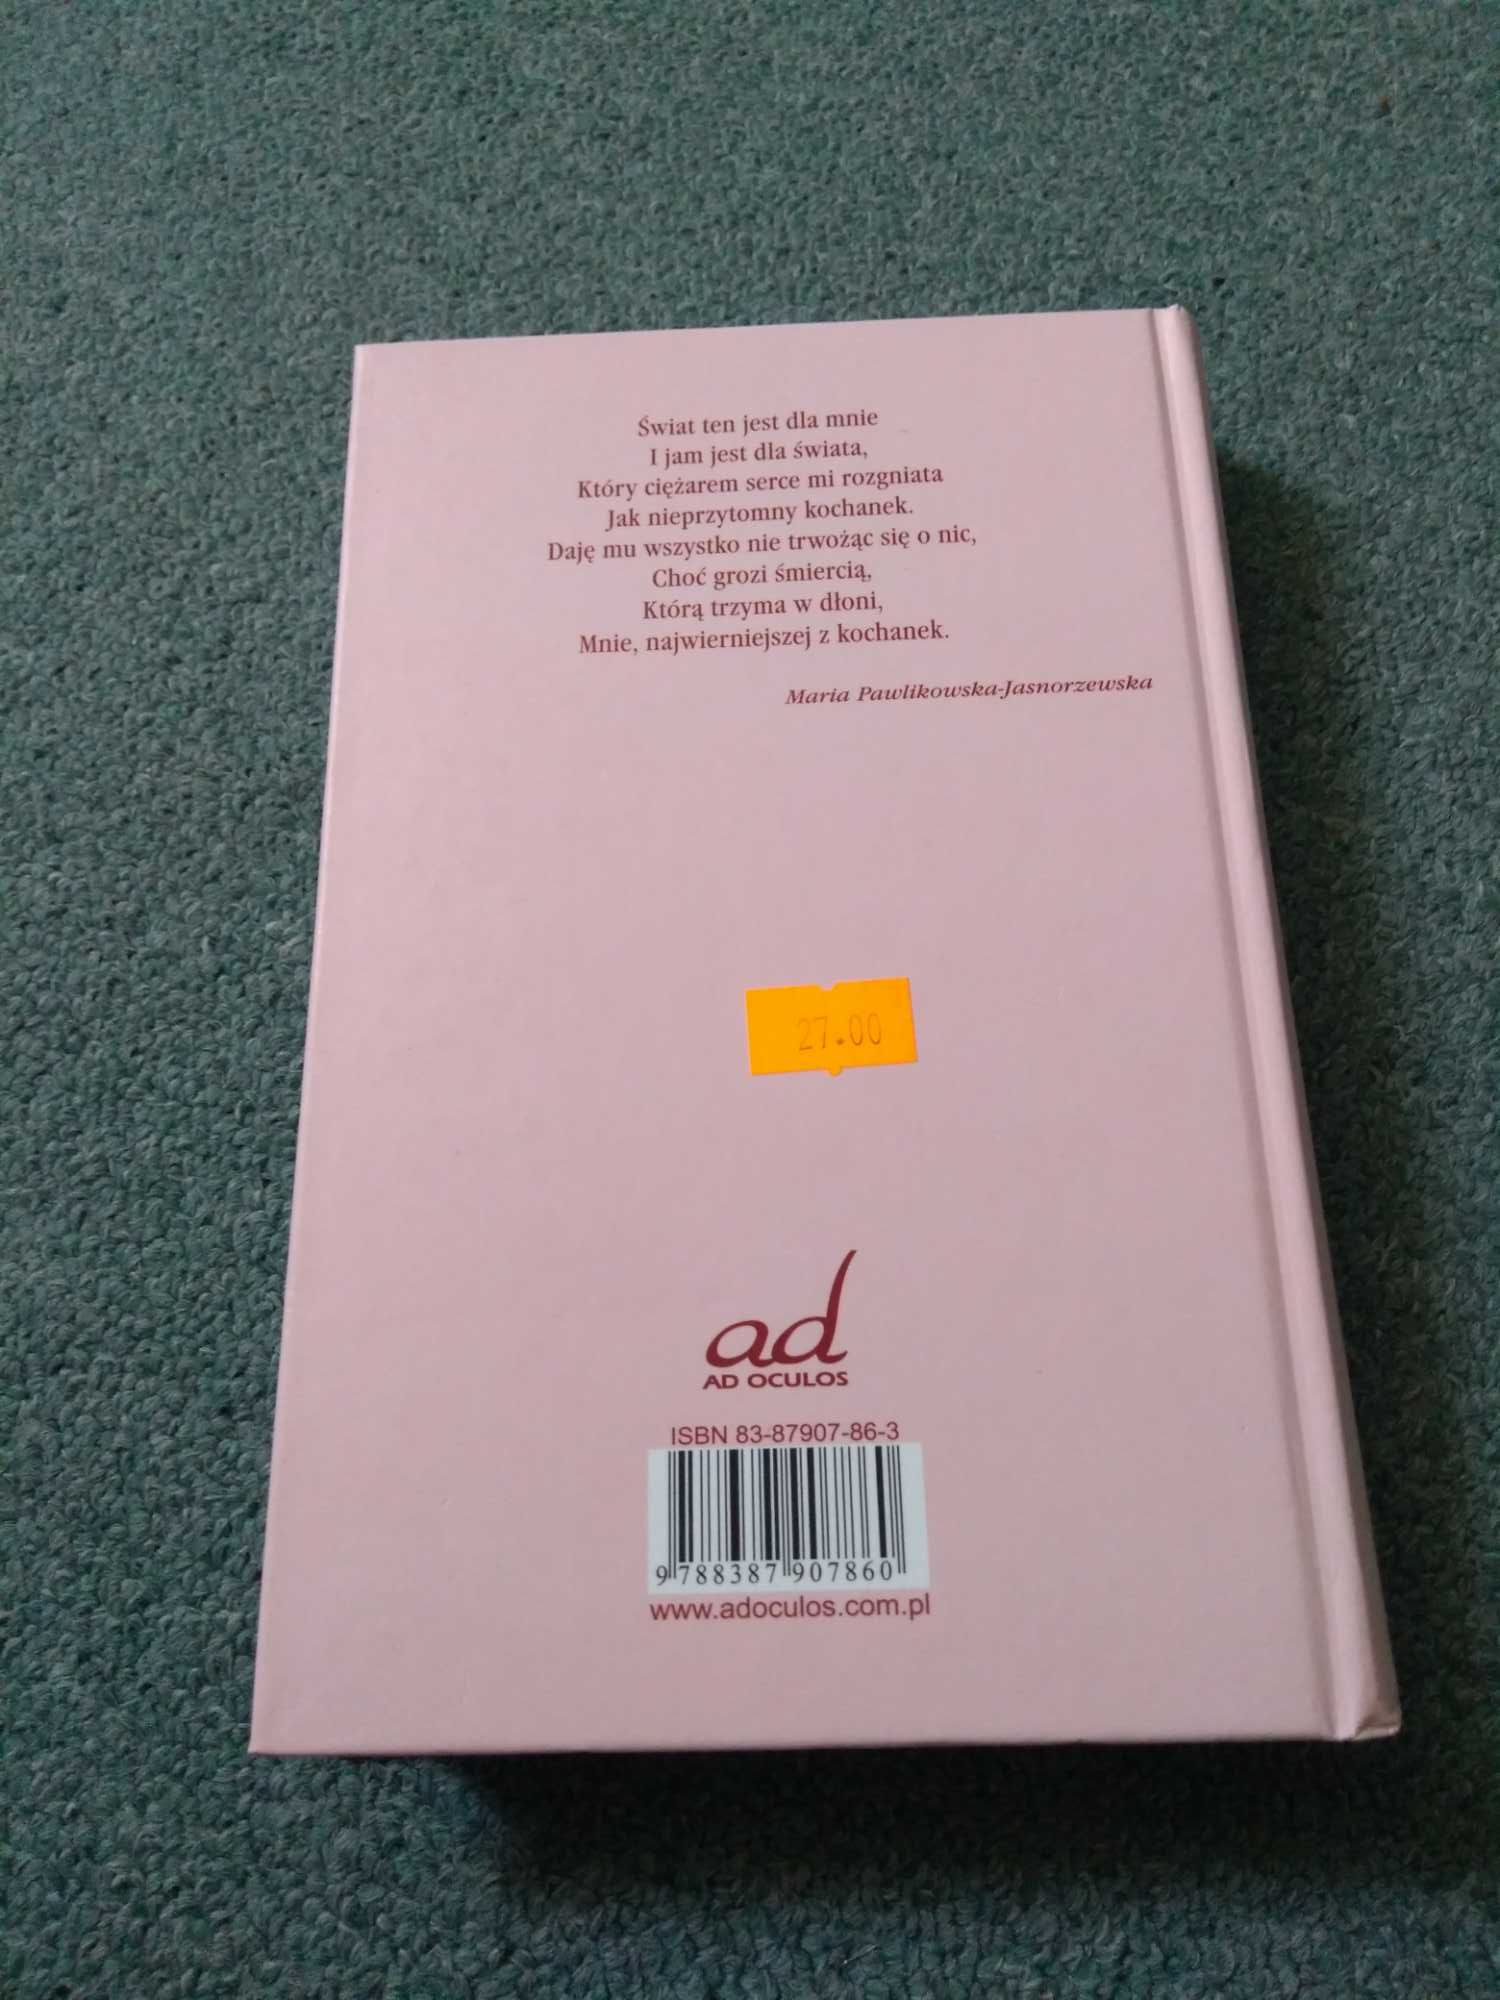 Świat ten jest dla mnie
I jam jest dla świata,
Który ciężarem serce mi rozgniata
Jak nieprzytomny kochanek.
Daję mu wszystko nie trwożąc się o nic,
Choć grozi śmiercią,
Którą trzyma w dłoni,
Mnie, najwierniejszej z kochanek.
Maria Pawlikowska-Jasnorzewska
27.00
ad
AD OCULOS
ISBN 83-87907-86-3
9 788387 907860
www.adoculos.com.pl